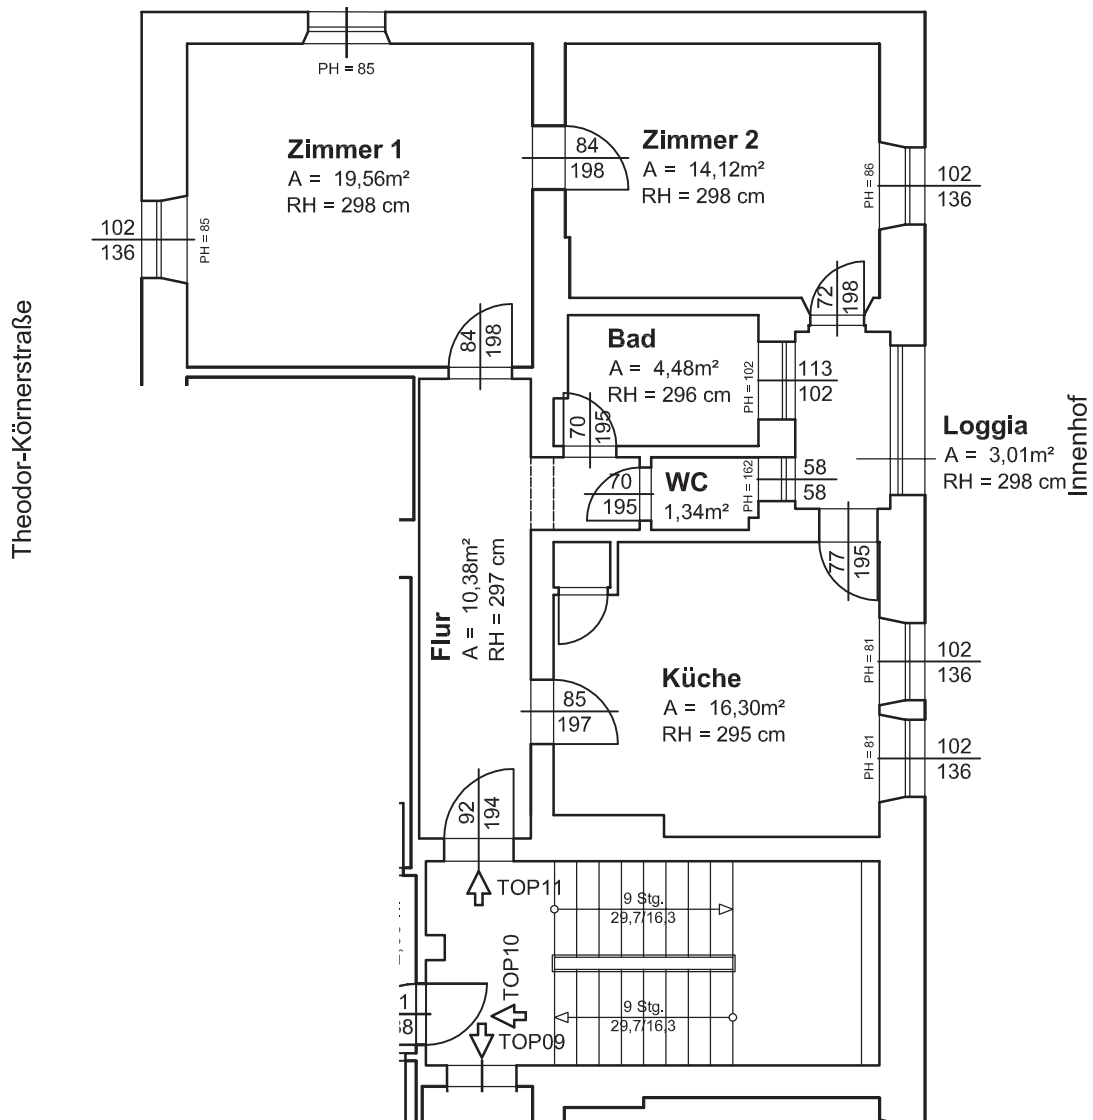 PH = 85
Zimmer 1
A = 19,56m²
RH = 298 cm
84
198
Zimmer 2
A = 14,12m²
RH = 298 cm
PH = 86
102
136
102
136
PH = 85
Theodor-Körnerstraße
84
198
72
198
Bad
A = 4,48m²
RH = 296 cm
PH = 102
113
102
70
195
Loggia
A = 3,01m²
RH = 298 cm
Innenhof
70
195
WC
1,34m²
PH = 162
58
58
77
195
Flur
A = 10,38m²
RH = 297 cm
Küche
A = 16,30m²
RH = 295 cm
PH = 81
102
136
85
197
PH = 81
102
136
92
194
TOP11
9 Stg.
29,7/16,3
TOP10
9 Stg.
29,7/16,3
TOP09